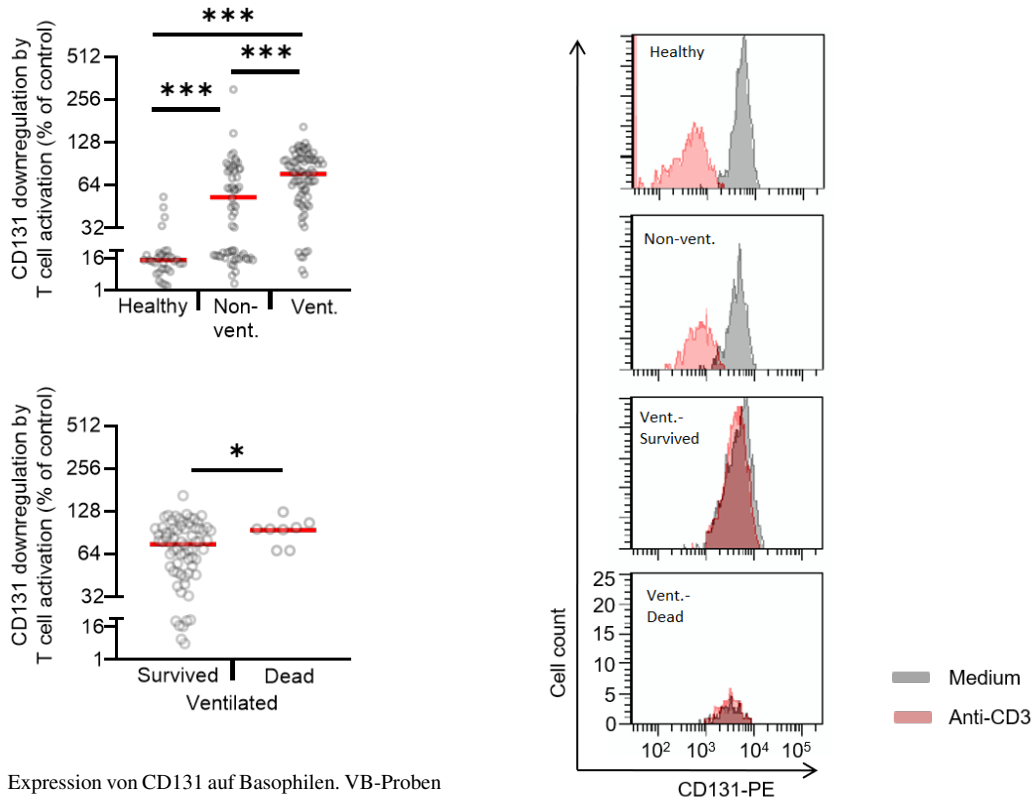 ***
***
***
512
256
128
64
32
16
1
CD131 downregulation by
T cell activation (% of control)
Healthy
Non-
vent.
Vent.
*
512
256
128
64
32
16
1
CD131 downregulation by
T cell activation (% of control)
Survived
Dead
Ventilated
Expression von CD131 auf Basophilen. VB-Proben
Healthy
Non-vent.
Vent.-
Survived
Vent.-
Dead
25
20
15
10
5
0
Cell count
10² 10³ 10⁴ 10⁵
CD131-PE
Medium
Anti-CD3